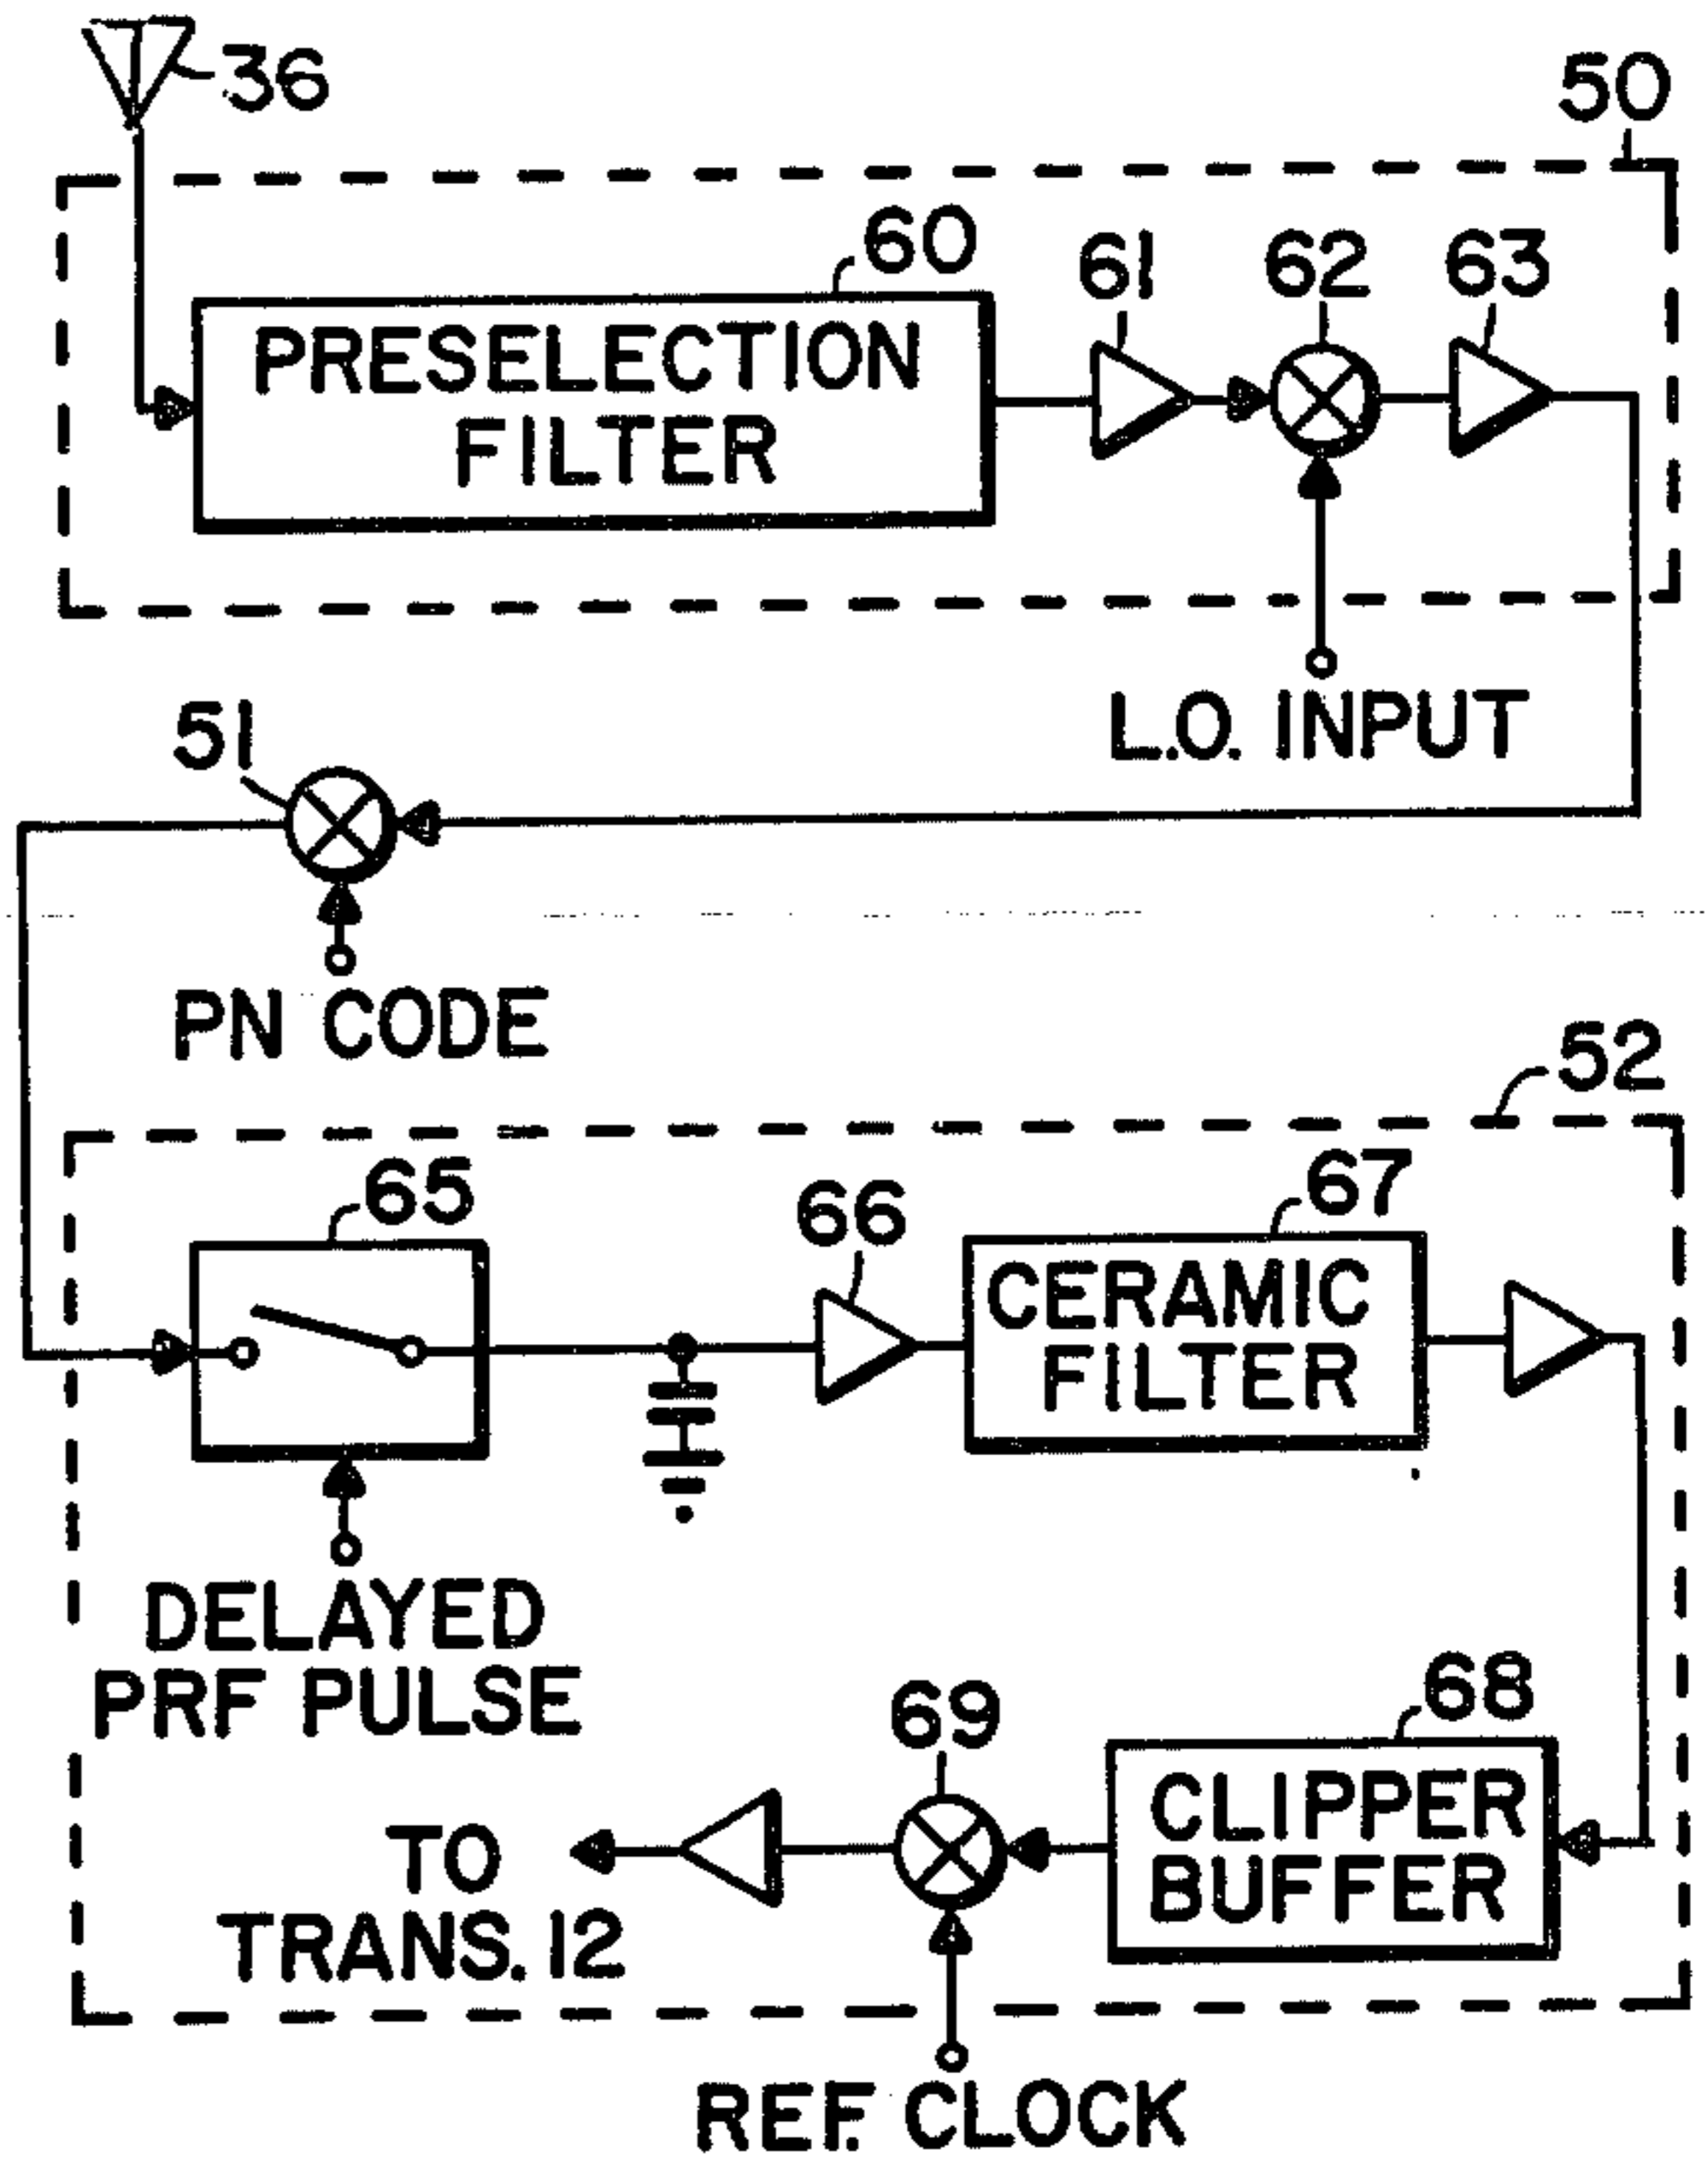 36
50
60
61
62
63
PRESELECTION
FILTER
L.O. INPUT
51
PN CODE
52
65
66
67
CERAMIC
FILTER
DELAYED
PRF PULSE
68
69
CLIPPER
BUFFER
TO
TRANS. 12
REF. CLOCK